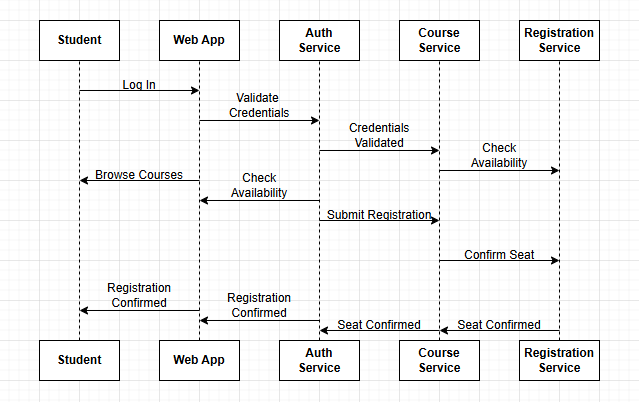 Student
Web App
Auth
Service
Course
Service
Registration
Service
Log In
Validate
Credentials
Credentials
Validated
Check
Availability
Browse Courses
Check
Availability
Submit Registration
Confirm Seat
Registration
Confirmed
Registration
Confirmed
Seat Confirmed
Seat Confirmed
Student
Web App
Auth
Service
Course
Service
Registration
Service